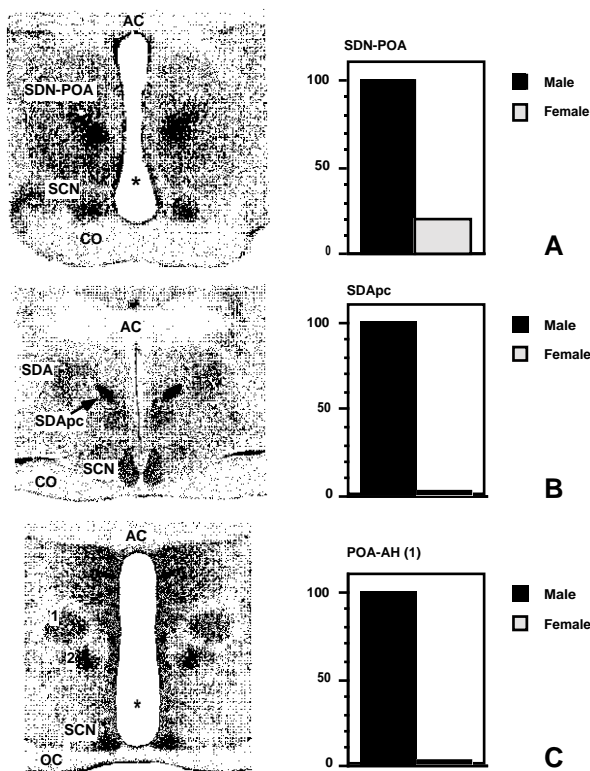 AC
SDN-POA
SCN
*
CO
SDN-POA
100
50
0
Male
Female
A
AC
SDA
SDApc
SCN
CO
SDApc
100
50
0
Male
Female
B
AC
1
2
*
SCN
OC
POA-AH (1)
100
50
0
Male
Female
C